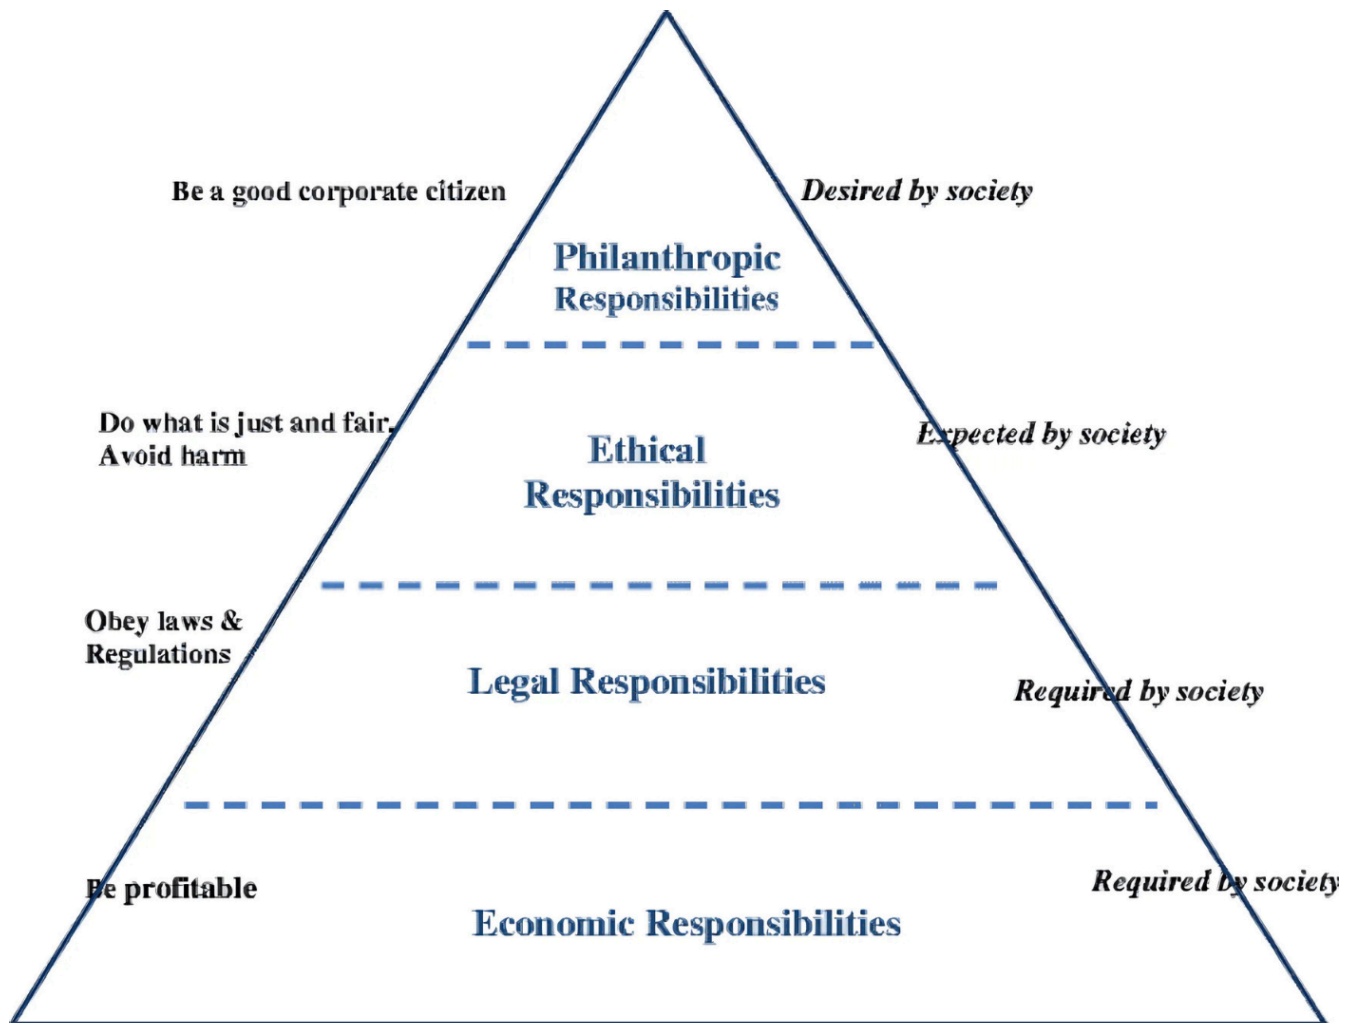 Be a good corporate citizen
Desired by society
Philanthropic
Responsibilities
Do what is just and fair.
Avoid harm
Expected by society
Ethical
Responsibilities
Obey laws &
Regulations
Legal Responsibilities
Required by society
Be profitable
Required by society
Economic Responsibilities